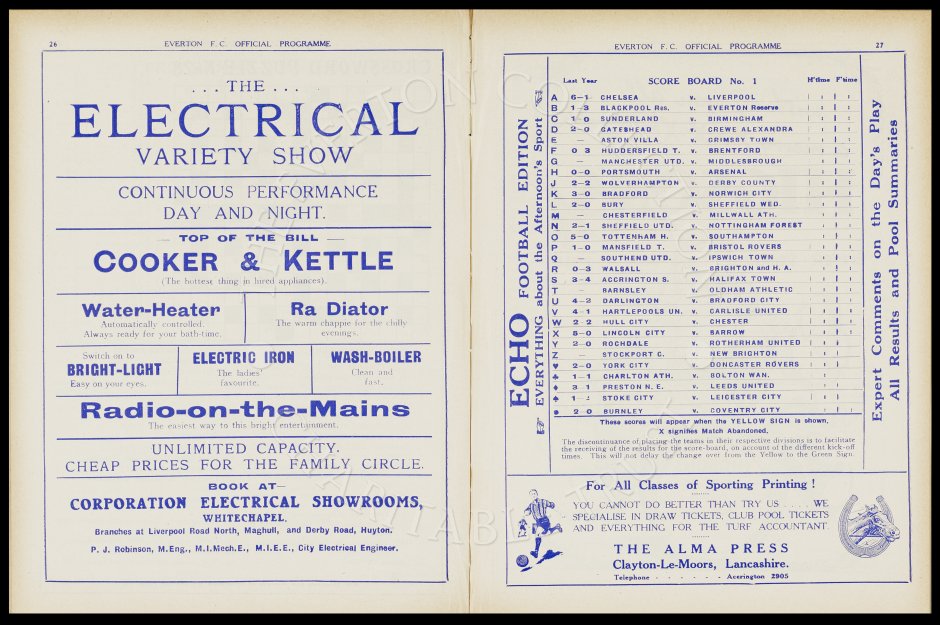 26
EVERTON F. C. OFFICIAL PROGRAMME
... THE ...
ELECTRICAL
VARIETY SHOW
CONTINUOUS PERFORMANCE
DAY AND NIGHT.
— TOP OF THE BILL —
COOKER & KETTLE
(The hottest thing in hired appliances).
Water-Heater
Automatically controlled.
Always ready for your bath-time.
Ra Diator
The warm chappie for the chilly
evenings.
Switch on to
BRIGHT-LIGHT
Easy on your eyes.
ELECTRIC IRON
The ladies'
favourite.
WASH-BOILER
Clean and
fast.
Radio-on-the-Mains
The easiest way to this bright entertainment.
UNLIMITED CAPACITY.
CHEAP PRICES FOR THE FAMILY CIRCLE.
BOOK AT—
CORPORATION ELECTRICAL SHOWROOMS,
WHITECHAPEL.
Branches at Liverpool Road North, Maghull, and Derby Road, Huyton.
P. J. Robinson, M.Eng., M.I.Mech.E., M.I.E.E., City Electrical Engineer.
EVERTON F. C. OFFICIAL PROGRAMME
27
ECHO FOOTBALL EDITION
EVERYTHING about the Afternoon's Sport
Last Year SCORE BOARD No. 1 H'time F'time
A 6—1 CHELSEA v. LIVERPOOL
B 1—3 BLACKPOOL Res. v. EVERTON Reserve
C 1 0 SUNDERLAND v. BIRMINGHAM
D 2—0 GATESHEAD v. CREWE ALEXANDRA
E — ASTON VILLA v. GRIMSBY TOWN
F 0 3 HUDDERSFIELD T. v. BRENTFORD
G — MANCHESTER UTD. v. MIDDLESBROUGH
H 0—0 PORTSMOUTH v. ARSENAL
J 2—2 WOLVERHAMPTON v. DERBY COUNTY
K 3—0 BRADFORD v. NORWICH CITY
L 2—0 BURY v. SHEFFIELD WED.
M — CHESTERFIELD v. MILLWALL ATH.
N 2—1 SHEFFIELD UTD. v. NOTTINGHAM FOREST
O 5—0 TOTTENHAM H. v. SOUTHAMPTON
P 1—0 MANSFIELD T. v. BRISTOL ROVERS
Q — SOUTHEND UTD. v. IPSWICH TOWN
R 0—3 WALSALL v. BRIGHTON and H. A.
S 3—4 ACCRINGTON S. v. HALIFAX TOWN
T BARNSLEY v. OLDHAM ATHLETIC
U 4—2 DARLINGTON v. BRADFORD CITY
V 4—1 HARTLEPOOLS UN. v. CARLISLE UNITED
W 2—2 HULL CITY v. CHESTER
X 8—0 LINCOLN CITY v. BARROW
Y 2—0 ROCHDALE v. ROTHERHAM UNITED
Z — STOCKPORT C. v. NEW BRIGHTON
♥ 2—0 YORK CITY v. DONCASTER ROVERS
♣ 1—1 CHARLTON ATH. v. BOLTON WAN.
♦ 3 1 PRESTON N. E. v. LEEDS UNITED
♠ 1—2 STOKE CITY v. LEICESTER CITY
● 2—0 BURNLEY v. COVENTRY CITY
These scores will appear when the YELLOW SIGN is shown.
X signifies Match Abandoned.
The discontinuance of placing the teams in their respective divisions is to facilitate
the receiving of the results for the score-board, on account of the different kick-off
times. This will not delay the change over from the Yellow to the Green Sign.
Expert Comments on the Day's Play
All Results and Pool Summaries
For All Classes of Sporting Printing !
YOU CANNOT DO BETTER THAN TRY US . . . WE
SPECIALISE IN DRAW TICKETS, CLUB POOL TICKETS
AND EVERYTHING FOR THE TURF ACCOUNTANT.
THE ALMA PRESS
Clayton-Le-Moors, Lancashire.
Telephone - - - - - - - Accrington 2905